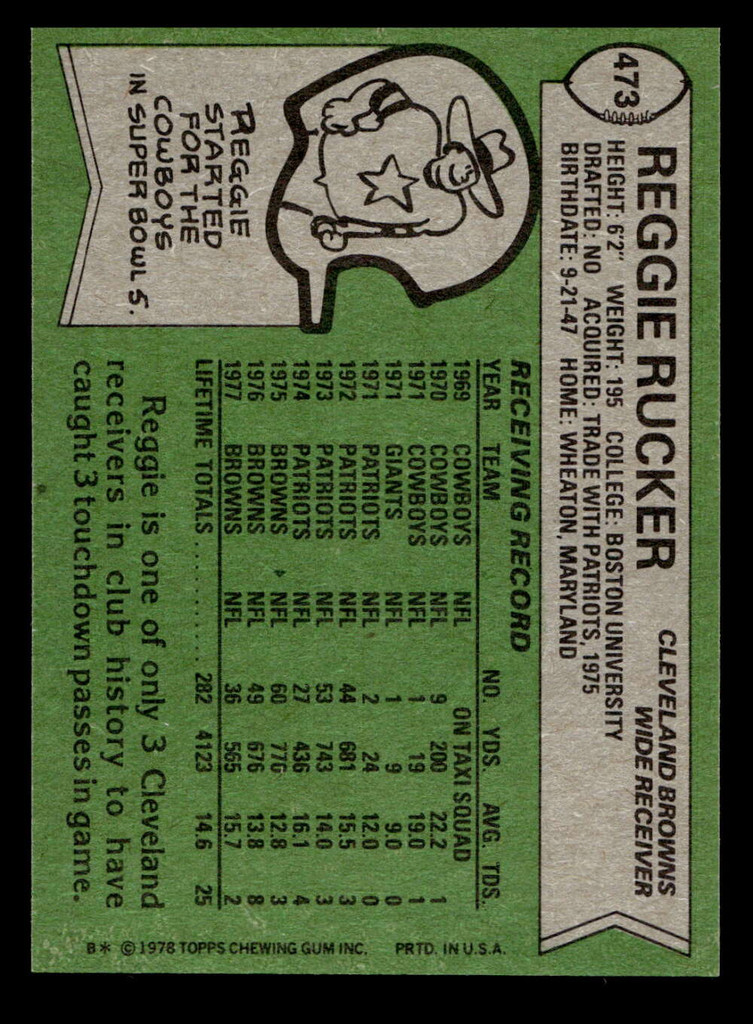 473
REGGIE RUCKER
CLEVELAND BROWNS
WIDE RECEIVER
HEIGHT: 6'2" WEIGHT: 195 COLLEGE: BOSTON UNIVERSITY
DRAFTED: NO ACQUIRED: TRADE WITH PATRIOTS, 1975
BIRTHDATE: 9-21-47 HOME: WHEATON, MARYLAND
REGGIE
STARTED
FOR THE
COWBOYS
IN SUPER BOWL 5.
RECEIVING RECORD
YEAR TEAM NO. YDS. AVG. TDS.
1969 COWBOYS NFL ON TAXI SQUAD
1970 COWBOYS NFL 9 200 22.2 1
1971 COWBOYS NFL 1 19 19.0 1
1971 GIANTS NFL 1 9 9.0 0
1971 PATRIOTS NFL 2 24 12.0 0
1972 PATRIOTS NFL 44 681 15.5 3
1973 PATRIOTS NFL 53 743 14.0 3
1974 PATRIOTS NFL 27 436 16.1 4
1975 BROWNS NFL 60 776 12.8 3
1976 BROWNS NFL 49 676 13.8 8
1977 BROWNS NFL 36 565 15.7 2
LIFETIME TOTALS ........... 282 4123 14.6 25
Reggie is one of only 3 Cleveland
receivers in club history to have
caught 3 touchdown passes in game.
B* © 1978 TOPPS CHEWING GUM INC. PRTD. IN U.S.A.